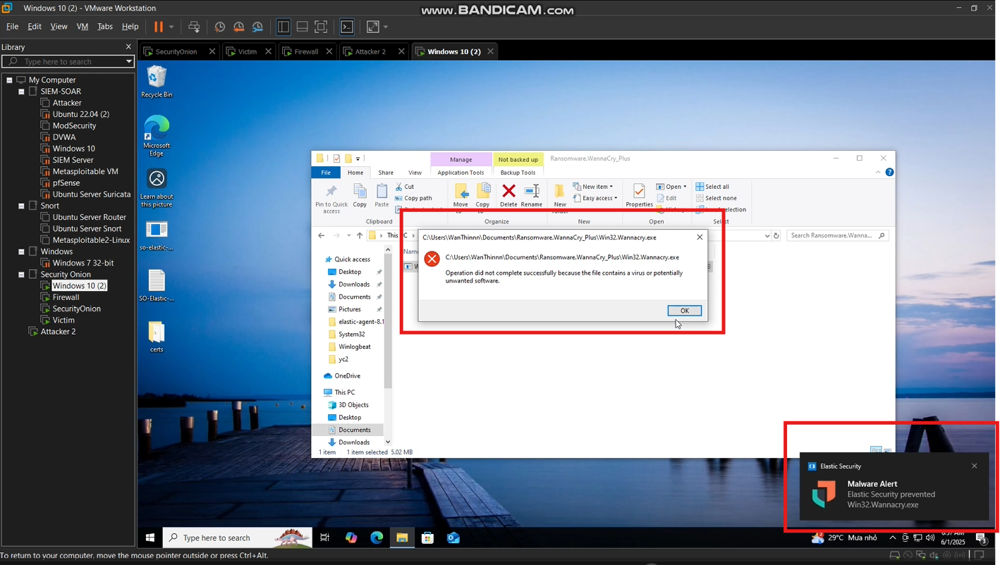 Windows 10 (2) - VMware Workstation
www.BANDICAM.com
File Edit View VM Tabs Help
Library
Type here to search
My Computer
SIEM-SOAR
Attacker
Ubuntu 22.04 (2)
ModSecurity
DVWA
Windows 10
SIEM Server
Metasploitable VM
pfSense
Ubuntu Server Suricata
Snort
Ubuntu Server Router
Ubuntu Server Snort
Metasploitable2-Linux
Windows
Windows 7 32-bit
Security Onion
Windows 10 (2)
Firewall
SecurityOnion
Victim
Attacker 2
SecurityOnion Victim Firewall Attacker 2 Windows 10 (2)
Recycle Bin
Microsoft
Edge
Learn about
this picture
so-elastic-...
SO-Elastic-...
certs
Manage Not backed up Ransomware.WannaCry_Plus
File Home Share View Application Tools Backup Tools
Pin to Quick
access
Copy
Paste
Cut
Copy path
Clipboard
Move
Copy
Delete
Rename
Organize
New
New item
Easy access
New
Properties
Open
Edit
Open
Select all
Select none
selection
Select
This PC
Search Ransomware.Wanna...
Quick access
Desktop
Downloads
Documents
Pictures
elastic-agent-8.1
System32
Winlogbeat
yc2
OneDrive
This PC
3D Objects
Desktop
Documents
Downloads
1 item 1 item selected 5.02 MB
C:\Users\WanThinnn\Documents\Ransomware.WannaCry_Plus\Win32.Wannacry.exe
C:\Users\WanThinnn\Documents\Ransomware.WannaCry_Plus\Win32.Wannacry.exe
Operation did not complete successfully because the file contains a virus or potentially
unwanted software.
OK
Elastic Security
Malware Alert
Elastic Security prevented
Win32.Wannacry.exe
Type here to search
29°C Mưa nhỏ
6/1/2025
3
To return to your computer, move the mouse pointer outside or press Ctrl+Alt.